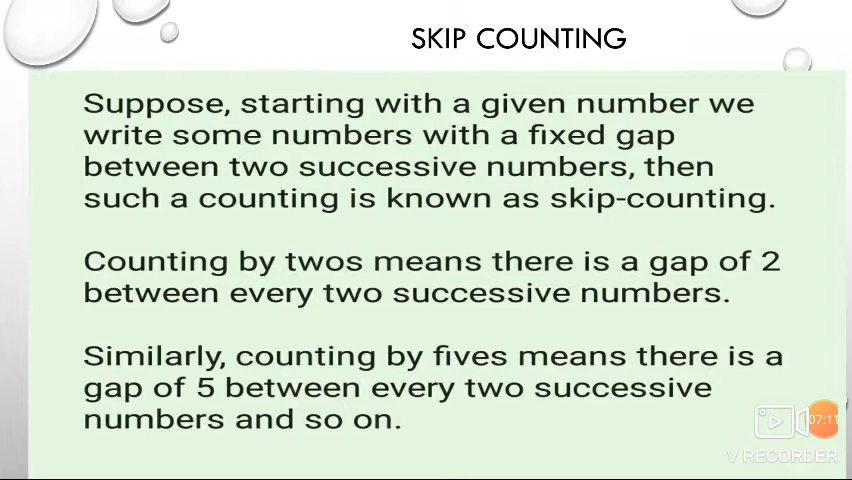 SKIP COUNTING
Suppose, starting with a given number we
write some numbers with a fixed gap
between two successive numbers, then
such a counting is known as skip-counting.
Counting by twos means there is a gap of 2
between every two successive numbers.
Similarly, counting by fives means there is a
gap of 5 between every two successive
numbers and so on.
07:11
V RECORDER